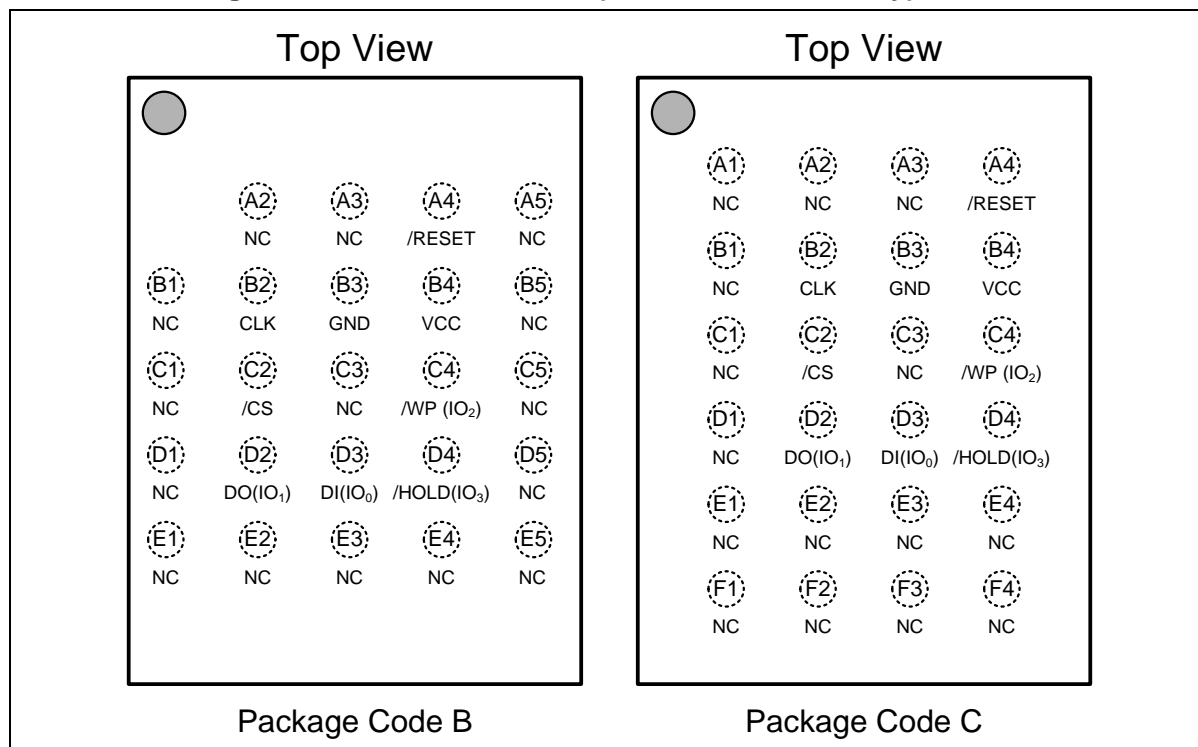 Top View
A2 A3 A4 A5
NC NC /RESET NC
B1 B2 B3 B4 B5
NC CLK GND VCC NC
C1 C2 C3 C4 C5
NC /CS NC /WP (IO₂) NC
D1 D2 D3 D4 D5
NC DO(IO₁) DI(IO₀) /HOLD(IO₃) NC
E1 E2 E3 E4 E5
NC NC NC NC NC
Package Code B
Top View
A1 A2 A3 A4
NC NC NC /RESET
B1 B2 B3 B4
NC CLK GND VCC
C1 C2 C3 C4
NC /CS NC /WP (IO₂)
D1 D2 D3 D4
NC DO(IO₁) DI(IO₀) /HOLD(IO₃)
E1 E2 E3 E4
NC NC NC NC
F1 F2 F3 F4
NC NC NC NC
Package Code C